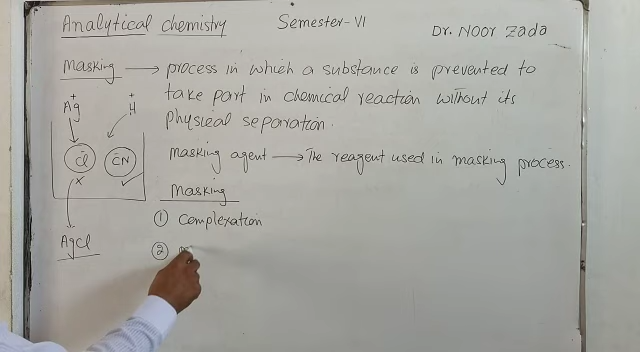 Analytical chemistry Semester-VI Dr. Noor Zada
Masking → process in which a substance is prevented to
take part in chemical reaction without its
physical separation.
Ag+ H+
Cl- CN-
x ✓
AgCl
Masking agent → The reagent used in masking process.
Masking
① Complexation
②